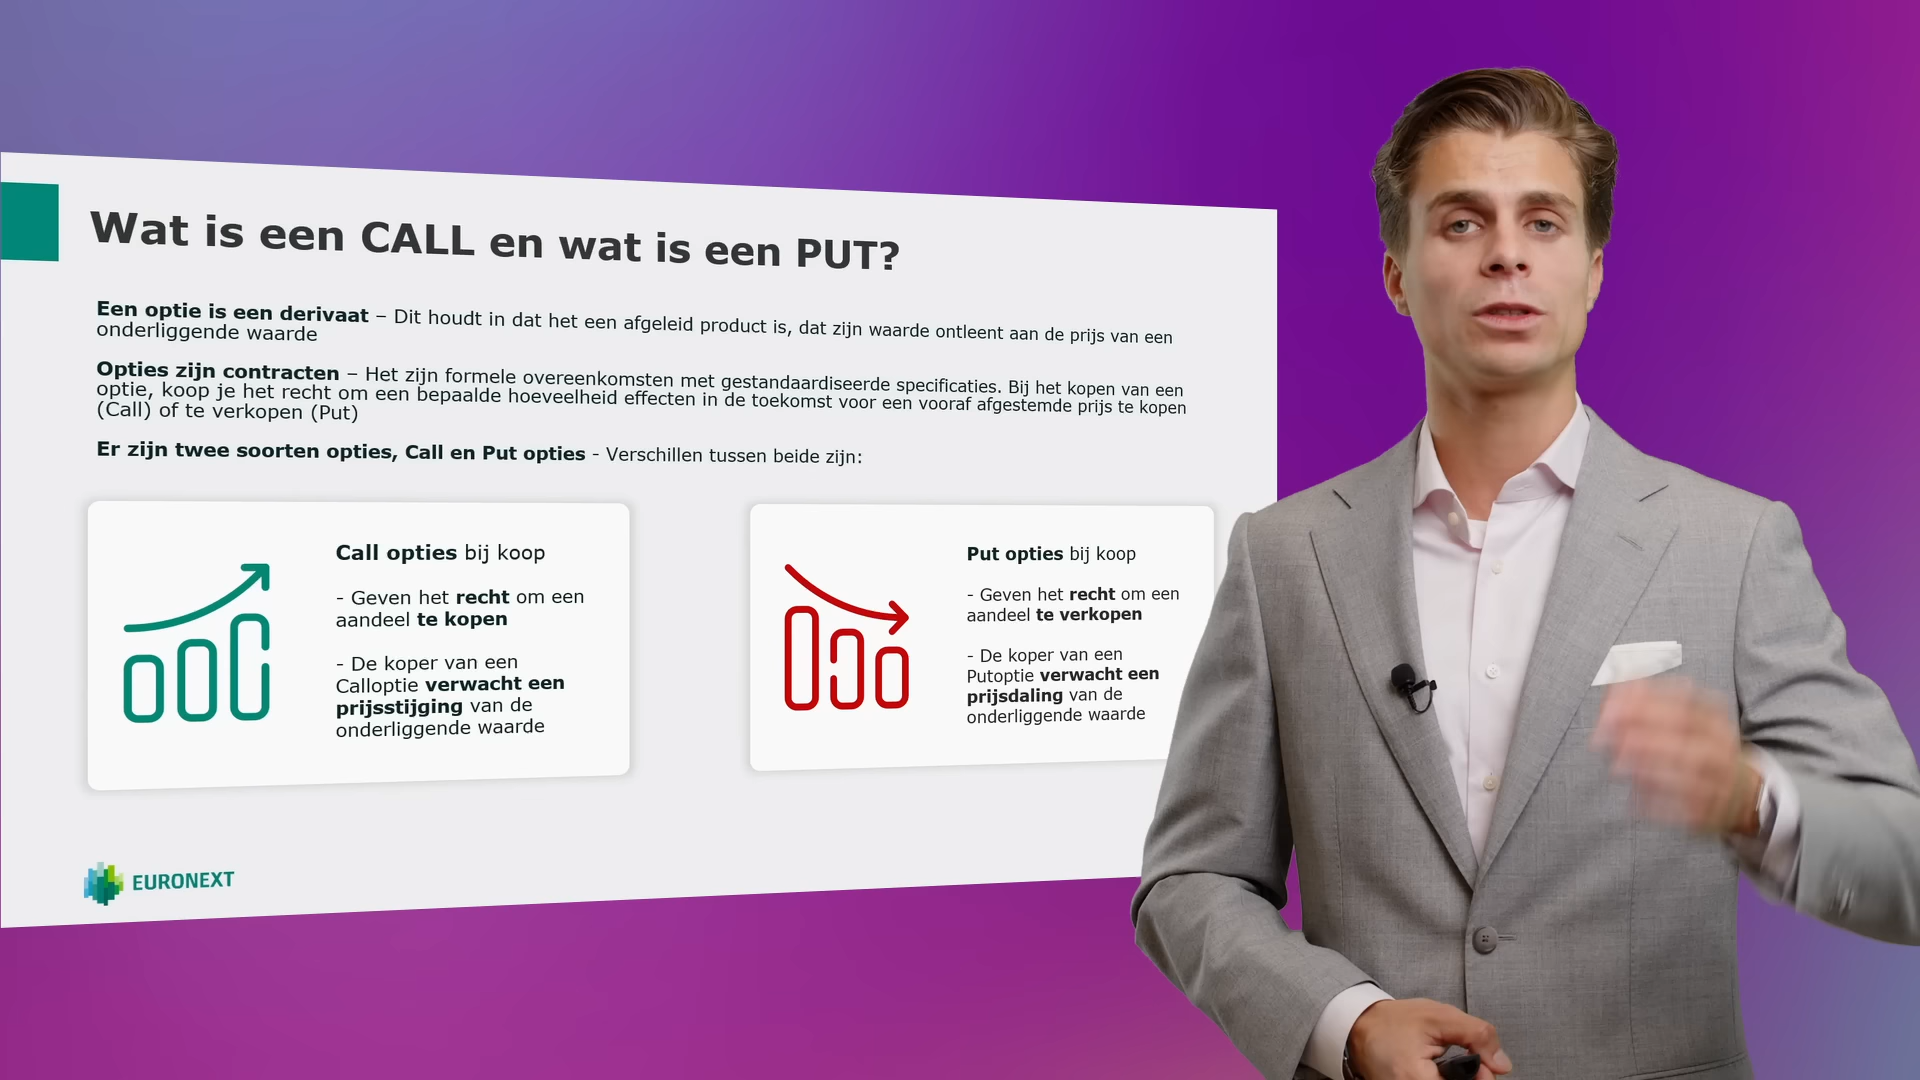 Wat is een CALL en wat is een PUT?
Een optie is een derivaat – Dit houdt in dat het een afgeleid product is, dat zijn waarde ontleent aan de prijs van een
onderliggende waarde
Opties zijn contracten – Het zijn formele overeenkomsten met gestandaardiseerde specificaties. Bij het kopen van een
optie, koop je het recht om een bepaalde hoeveelheid effecten in de toekomst voor een vooraf afgestemde prijs te kopen
(Call) of te verkopen (Put)
Er zijn twee soorten opties, Call en Put opties - Verschillen tussen beide zijn:
Call opties bij koop
- Geven het recht om een
aandeel te kopen
- De koper van een
Calloptie verwacht een
prijsstijging van de
onderliggende waarde
Put opties bij koop
- Geven het recht om een
aandeel te verkopen
- De koper van een
Putoptie verwacht een
prijsdaling van de
onderliggende waarde
EURONEXT